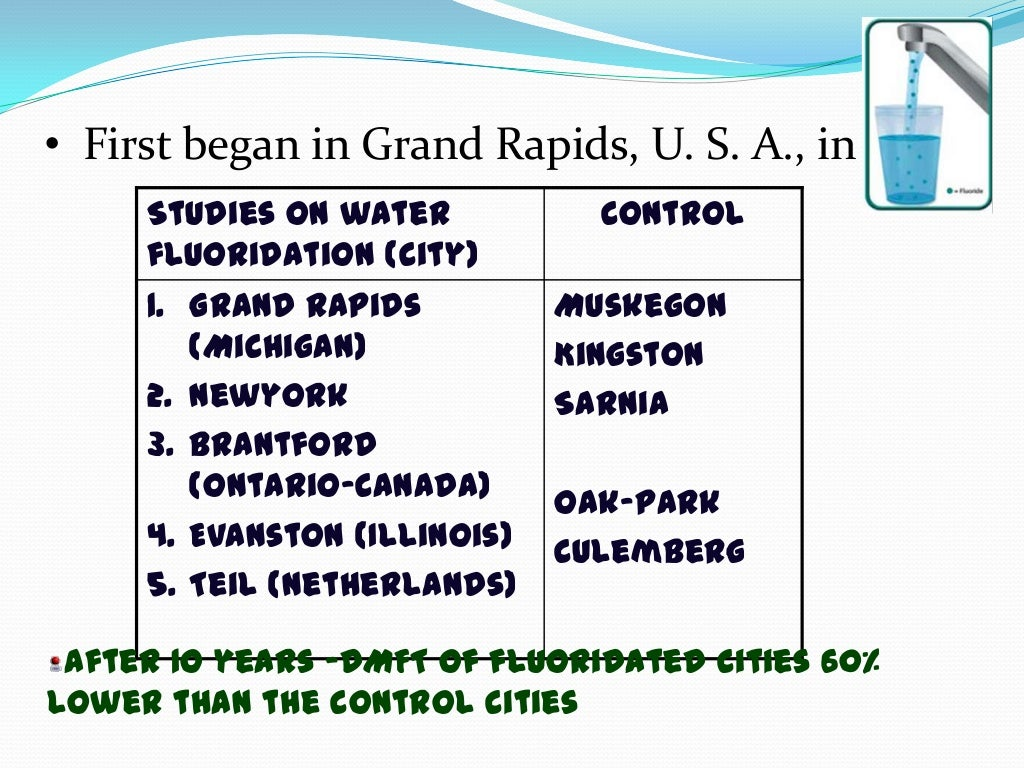 • First began in Grand Rapids, U. S. A., in
= Fluoride
STUDIES ON WATER
FLUORIDATION (CITY)
CONTROL
1. GRAND RAPIDS
(MICHIGAN)
2. NEWYORK
3. BRANTFORD
(ONTARIO-CANADA)
4. EVANSTON (ILLINOIS)
5. TEIL (NETHERLANDS)
MUSKEGON
KINGSTON
SARNIA
OAK-PARK
CULEMBERG
AFTER 10 YEARS -DMFT OF FLUORIDATED CITIES 60%
LOWER THAN THE CONTROL CITIES